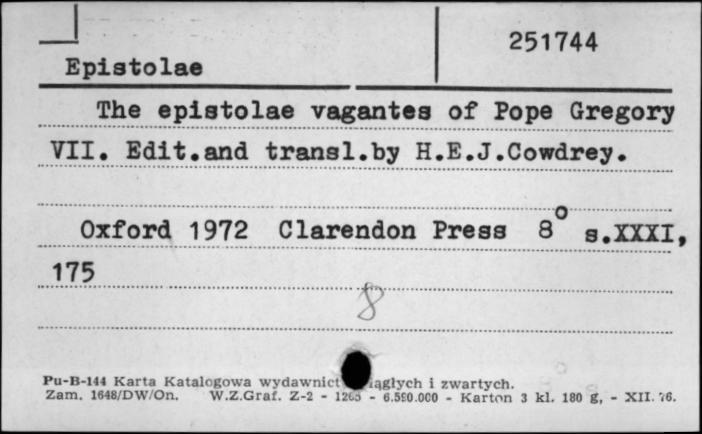 251744
Epistolae
The epistolae vagantes of Pope Gregory
VII. Edit.and transl.by H.E.J.Cowdrey.
Oxford 1972 Clarendon Press 8° s.XXXI,
175
8
Pu-B-144 Karta Katalogowa wydawnict ciągłych i zwartych.
Zam. 1648/DW/On. W.Z.Graf. Z-2 - 1265 - 6.590.000 - Karton 3 kl. 180 g, - XII. 76.